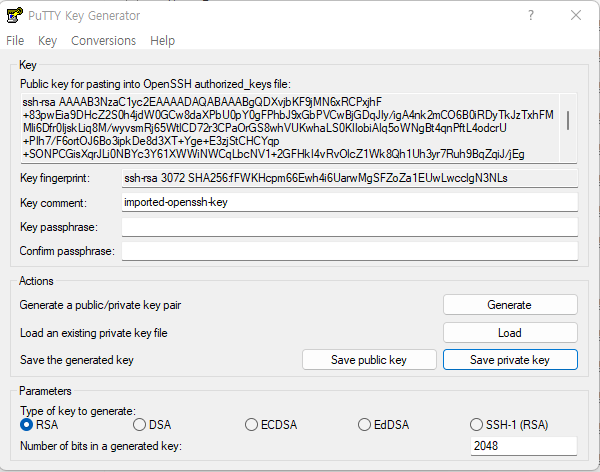 PuTTY Key Generator
File Key Conversions Help
Key
Public key for pasting into OpenSSH authorized_keys file:
ssh-rsa AAAAB3NzaC1yc2EAAAADAQABAAABgQDXvjbKF9jMN6xRCPxjhF
+83pwEia9DHcZ2S0h4jdW0GCw8daXPbU0pY0gFPhbJ9xGbPVCwBjGDqJIy/igA4nk2mCO6B0iRDyTkJzTxhFM
Mli6Dfr0IjskLiq8M/wyvsmRj65WtlCD72r3CPaOrGS8whVUKwhaLS0KIlobiAlq5oWNgBt4qnPftL4odcrU
+PIh7/F6ortOJ6Bo3ipkDe8d3XT+Yge+E3zjStCHCYqp
+SONPCGisXqrJLi0NBYc3Y61XWWiNWCqLbcNV1+2GFHkI4vRvOlcZ1Wk8Qh1Uh3yr7Ruh9BqZqiJ/jEg
Key fingerprint: ssh-rsa 3072 SHA256:fFWKHcpm66Ewh4i6UarwMgSFZoZa1EUwLwcclgN3NLs
Key comment: imported-openssh-key
Key passphrase:
Confirm passphrase:
Actions
Generate a public/private key pair Generate
Load an existing private key file Load
Save the generated key Save public key Save private key
Parameters
Type of key to generate:
RSA DSA ECDSA EdDSA SSH-1 (RSA)
Number of bits in a generated key: 2048